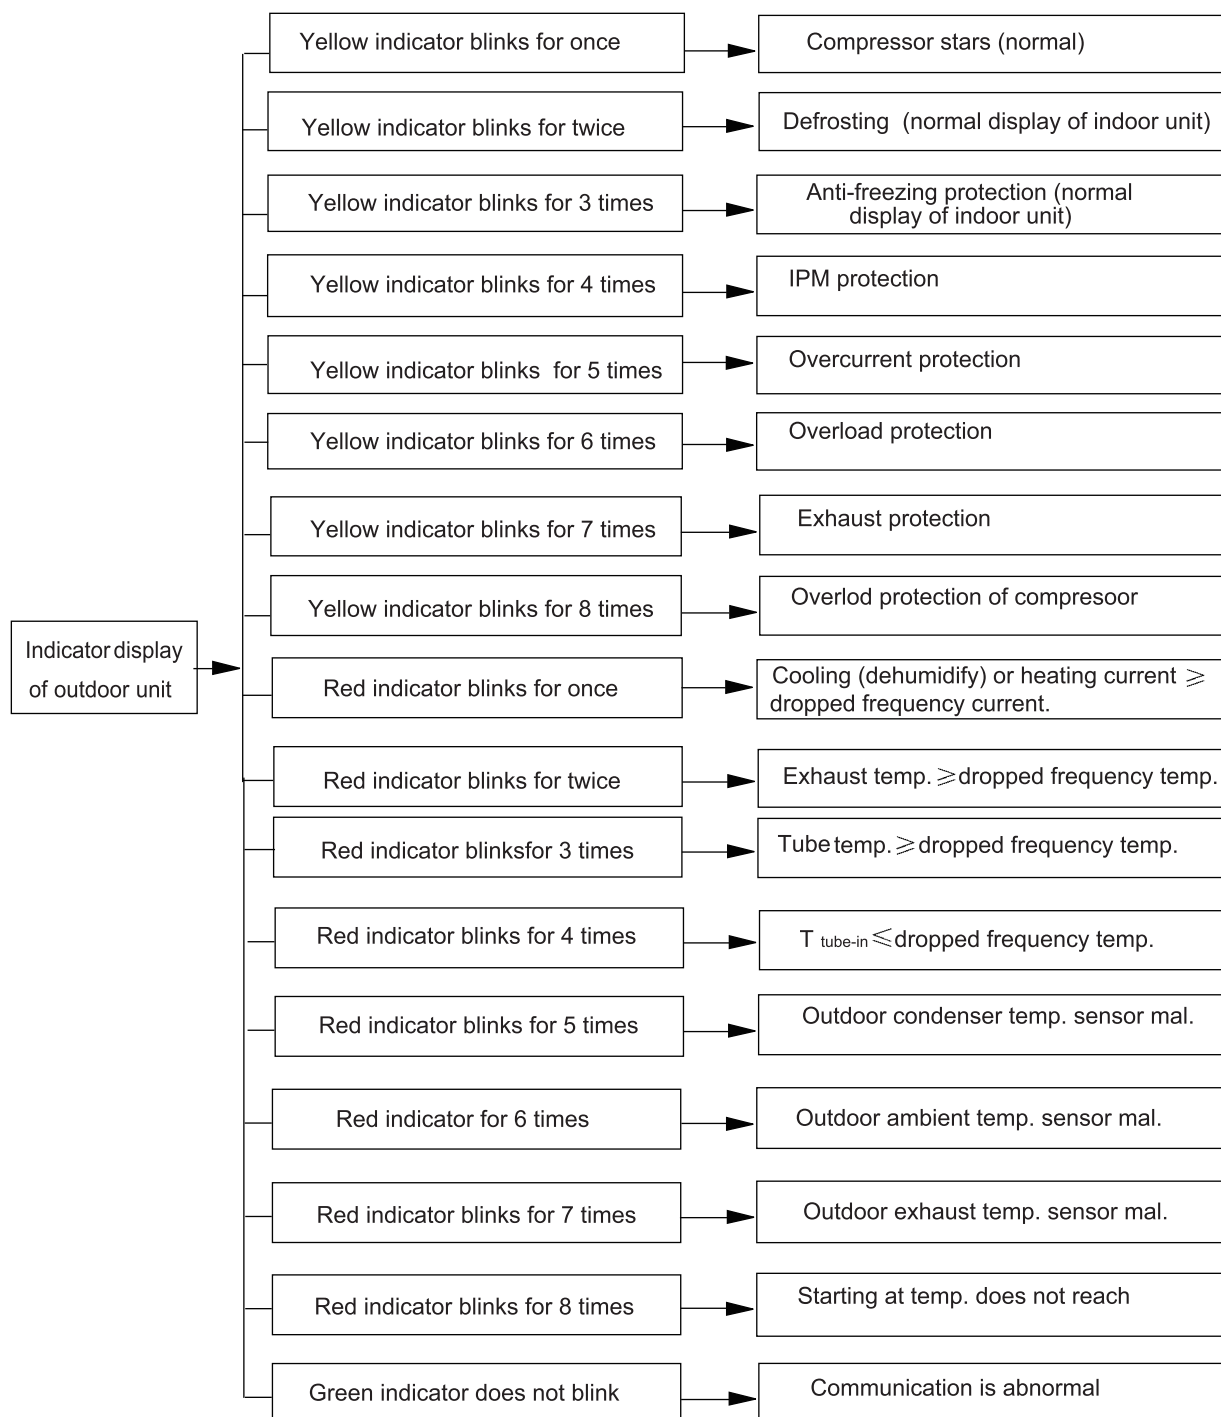 Yellow indicator blinks for once
Compressor stars (normal)
Yellow indicator blinks for twice
Defrosting (normal display of indoor unit)
Yellow indicator blinks for 3 times
Anti-freezing protection (normal
display of indoor unit)
Yellow indicator blinks for 4 times
IPM protection
Yellow indicator blinks for 5 times
Overcurrent protection
Yellow indicator blinks for 6 times
Overload protection
Yellow indicator blinks for 7 times
Exhaust protection
Yellow indicator blinks for 8 times
Overlod protection of compresoor
Indicator display
of outdoor unit
Red indicator blinks for once
Cooling (dehumidify) or heating current ⩾
dropped frequency current.
Red indicator blinks for twice
Exhaust temp. ⩾dropped frequency temp.
Red indicator blinksfor 3 times
Tube temp. ⩾dropped frequency temp.
Red indicator blinks for 4 times
T tube-in ⩽dropped frequency temp.
Red indicator blinks for 5 times
Outdoor condenser temp. sensor mal.
Red indicator for 6 times
Outdoor ambient temp. sensor mal.
Red indicator blinks for 7 times
Outdoor exhaust temp. sensor mal.
Red indicator blinks for 8 times
Starting at temp. does not reach
Green indicator does not blink
Communication is abnormal